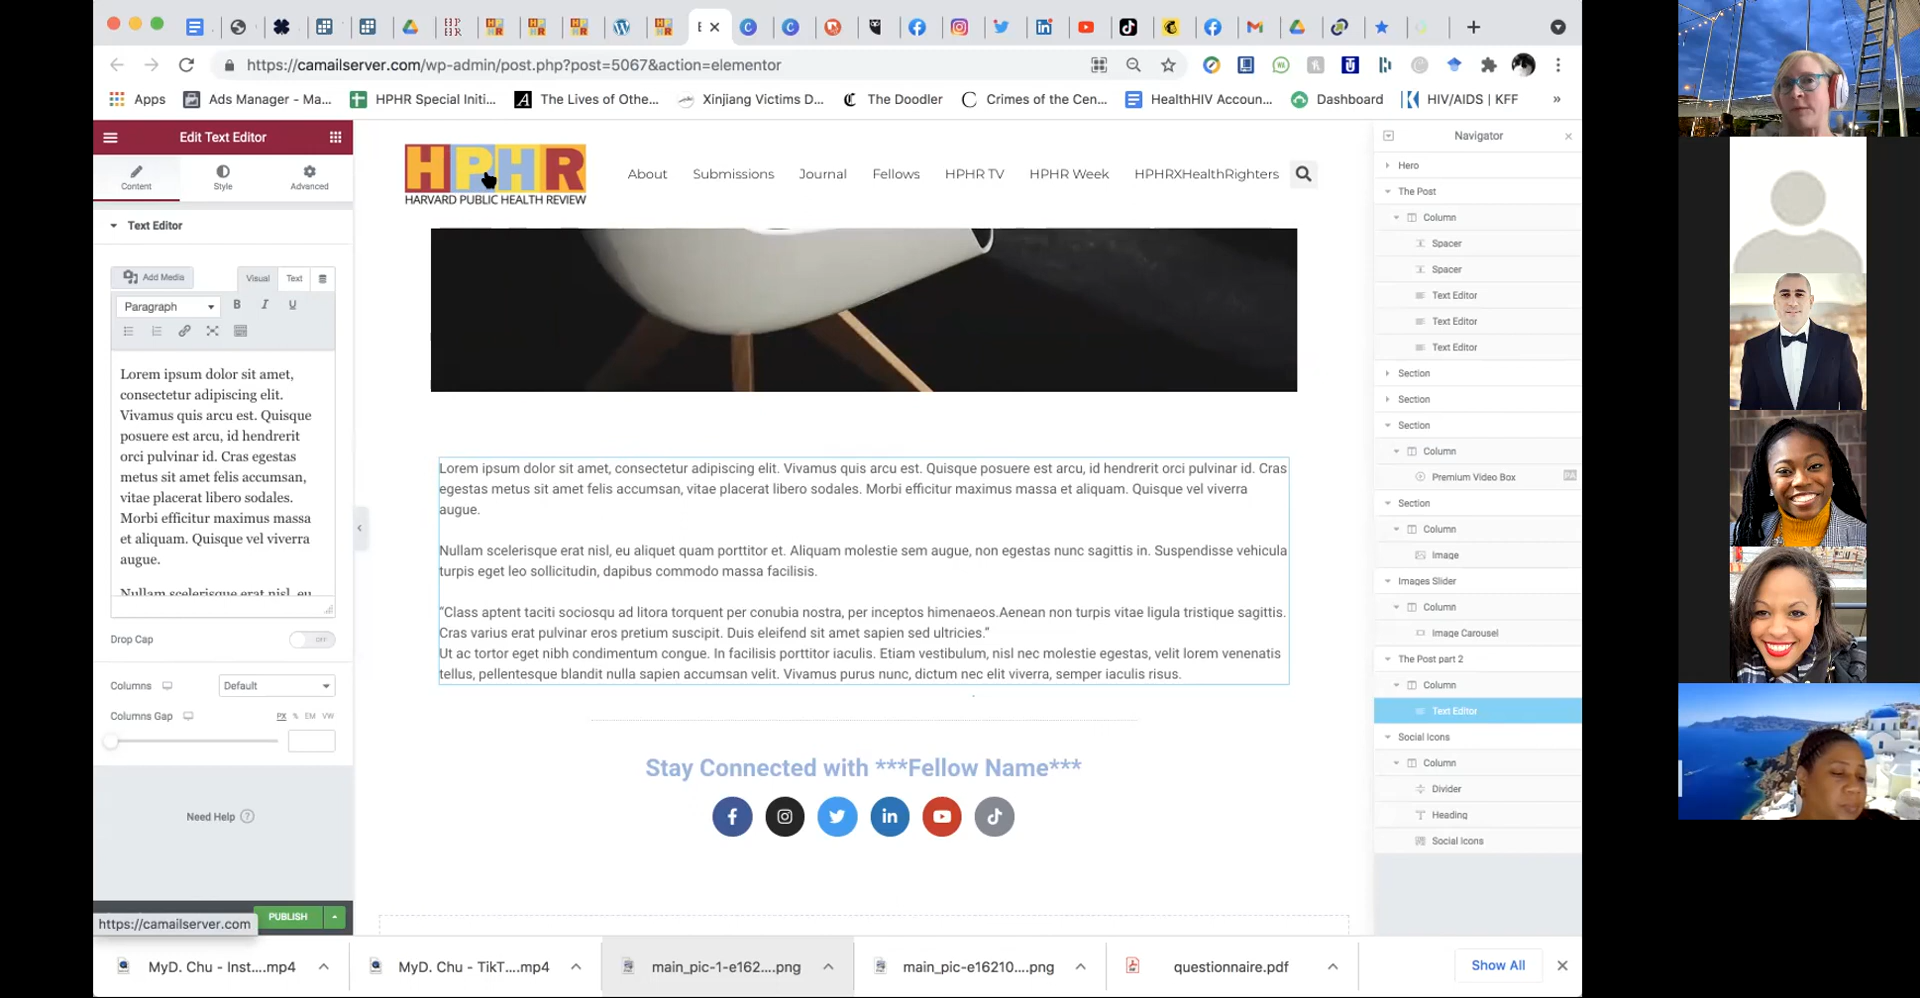 https://camailserver.com/wp-admin/post.php?post=5067&action=elementor
Apps
Ads Manager - Ma...
HPHR Special Initi...
The Lives of Othe...
Xinjiang Victims D...
The Doodler
Crimes of the Cen...
HealthHIV Accoun...
Dashboard
HIV/AIDS | KFF
»
Edit Text Editor
Content
Style
Advanced
Text Editor
Add Media
Visual
Text
Paragraph
B
I
U
Lorem ipsum dolor sit amet,
consectetur adipiscing elit.
Vivamus quis arcu est. Quisque
posuere est arcu, id hendrerit
orci pulvinar id. Cras egestas
metus sit amet felis accumsan,
vitae placerat libero sodales.
Morbi efficitur maximus massa
et aliquam. Quisque vel viverra
augue.
Nullam scelerisque erat nisl, eu
Drop Cap
OFF
Columns
Default
Columns Gap
PX % EM VW
Need Help
PUBLISH
https://camailserver.com
HPHR
HARVARD PUBLIC HEALTH REVIEW
About
Submissions
Journal
Fellows
HPHR TV
HPHR Week
HPHRXHealthRighters
Lorem ipsum dolor sit amet, consectetur adipiscing elit. Vivamus quis arcu est. Quisque posuere est arcu, id hendrerit orci pulvinar id. Cras
egestas metus sit amet felis accumsan, vitae placerat libero sodales. Morbi efficitur maximus massa et aliquam. Quisque vel viverra
augue.
Nullam scelerisque erat nisl, eu aliquet quam porttitor et. Aliquam molestie sem augue, non egestas nunc sagittis in. Suspendisse vehicula
turpis eget leo sollicitudin, dapibus commodo massa facilisis.
“Class aptent taciti sociosqu ad litora torquent per conubia nostra, per inceptos himenaeos.Aenean non turpis vitae ligula tristique sagittis.
Cras varius erat pulvinar eros pretium suscipit. Duis eleifend sit amet sapien sed ultricies.”
Ut ac tortor eget nibh condimentum congue. In facilisis porttitor iaculis. Etiam vestibulum, nisl nec molestie egestas, velit lorem venenatis
tellus, pellentesque blandit nulla sapien accumsan velit. Vivamus purus nunc, dictum nec elit viverra, semper iaculis risus.
Stay Connected with ***Fellow Name***
Navigator
Hero
The Post
Column
Spacer
Spacer
Text Editor
Text Editor
Text Editor
Section
Section
Section
Column
Premium Video Box
PA
Section
Column
Image
Images Slider
Column
Image Carousel
The Post part 2
Column
Text Editor
Social Icons
Column
Divider
Heading
Social Icons
MyD. Chu - Inst....mp4
MyD. Chu - TikT....mp4
main_pic-1-e162....png
main_pic-e16210....png
questionnaire.pdf
Show All